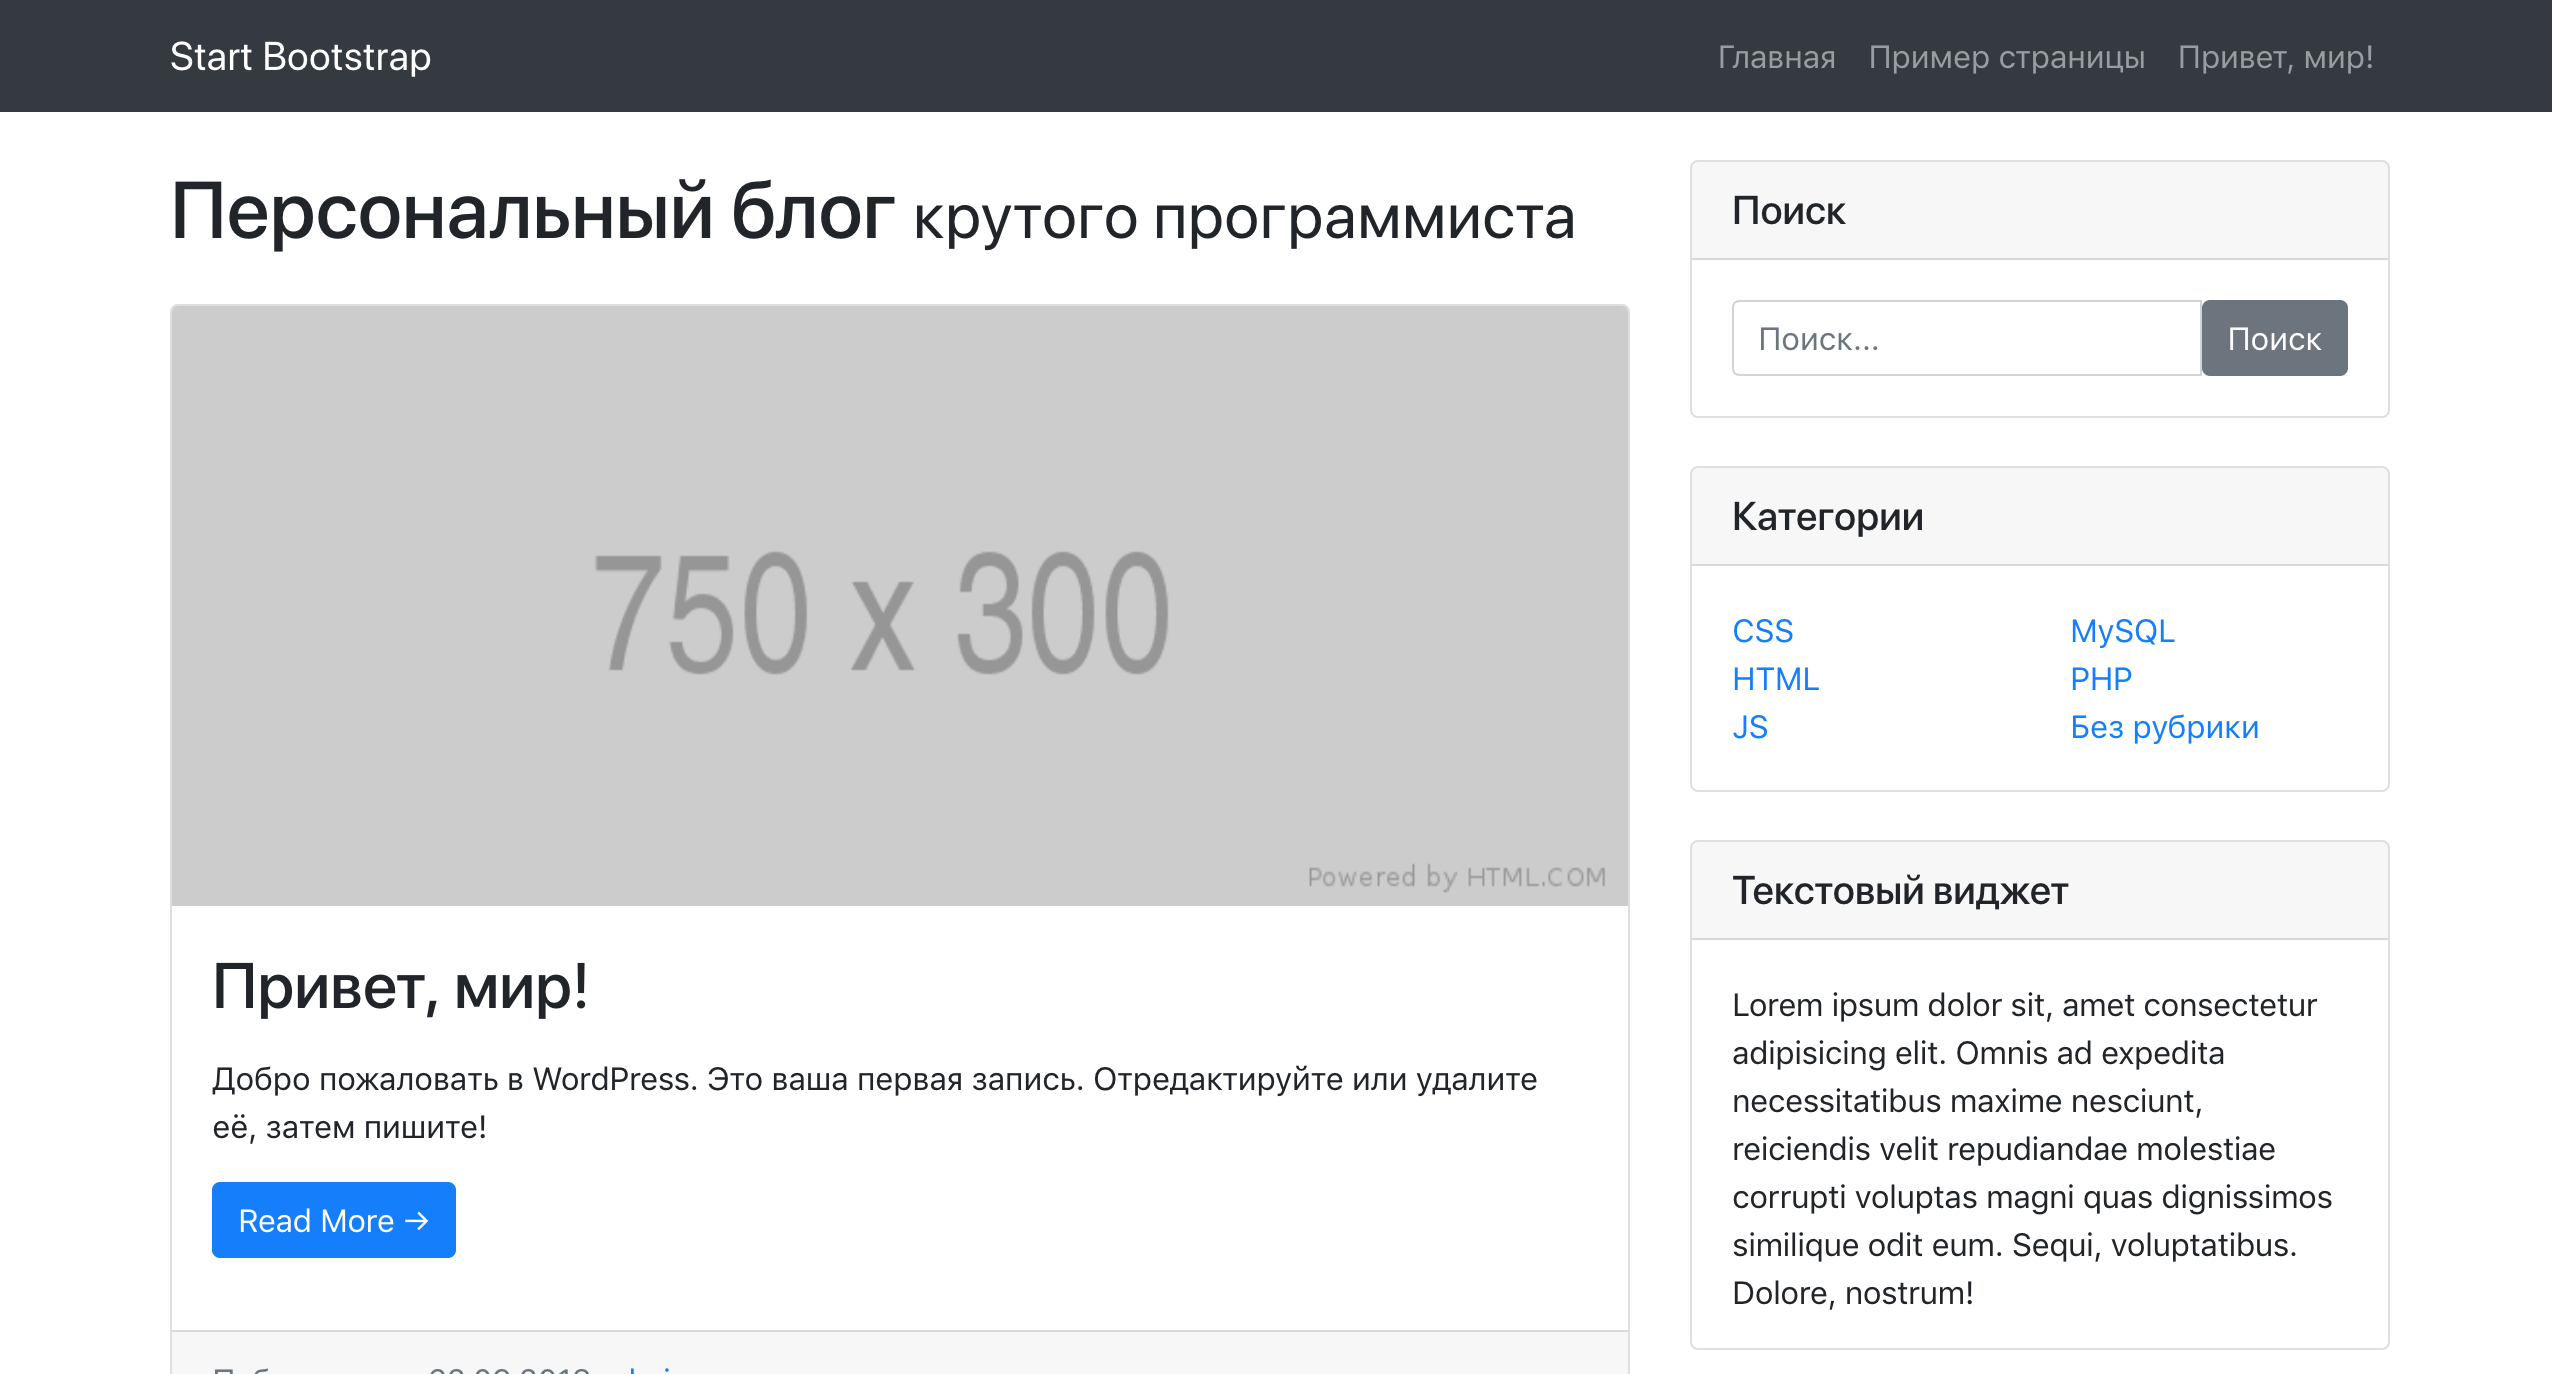 Start Bootstrap
Главная Пример страницы Привет, мир!
Персональный блог крутого программиста
750 x 300
Powered by HTML.COM
Привет, мир!
Добро пожаловать в WordPress. Это ваша первая запись. Отредактируйте или удалите
её, затем пишите!
Read More →
Поиск
Поиск...
Поиск
Категории
CSS
HTML
JS
MySQL
PHP
Без рубрики
Текстовый виджет
Lorem ipsum dolor sit, amet consectetur
adipisicing elit. Omnis ad expedita
necessitatibus maxime nesciunt,
reiciendis velit repudiandae molestiae
corrupti voluptas magni quas dignissimos
similique odit eum. Sequi, voluptatibus.
Dolore, nostrum!